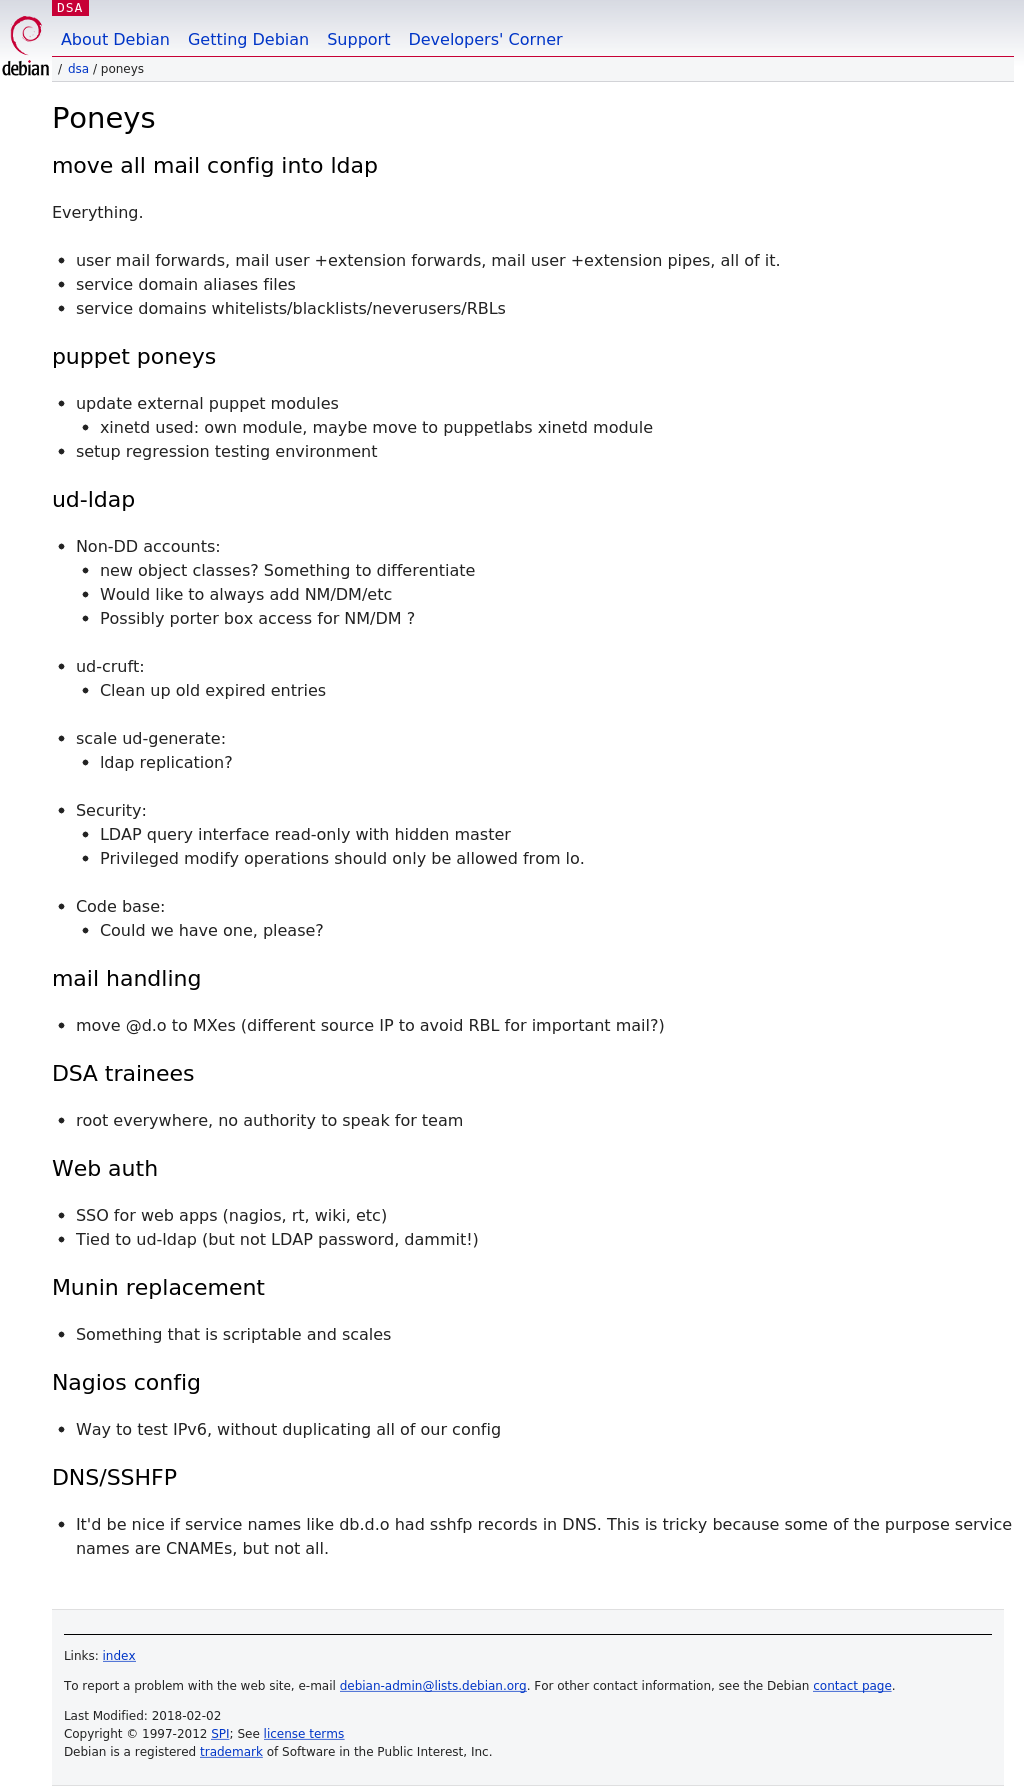 DSA
debian
About Debian Getting Debian Support Developers' Corner
/ dsa / poneys
Poneys
move all mail config into ldap
Everything.
• user mail forwards, mail user +extension forwards, mail user +extension pipes, all of it.
• service domain aliases files
• service domains whitelists/blacklists/neverusers/RBLs
puppet poneys
• update external puppet modules
• xinetd used: own module, maybe move to puppetlabs xinetd module
• setup regression testing environment
ud-ldap
• Non-DD accounts:
• new object classes? Something to differentiate
• Would like to always add NM/DM/etc
• Possibly porter box access for NM/DM ?
• ud-cruft:
• Clean up old expired entries
• scale ud-generate:
• ldap replication?
• Security:
• LDAP query interface read-only with hidden master
• Privileged modify operations should only be allowed from lo.
• Code base:
• Could we have one, please?
mail handling
• move @d.o to MXes (different source IP to avoid RBL for important mail?)
DSA trainees
• root everywhere, no authority to speak for team
Web auth
• SSO for web apps (nagios, rt, wiki, etc)
• Tied to ud-ldap (but not LDAP password, dammit!)
Munin replacement
• Something that is scriptable and scales
Nagios config
• Way to test IPv6, without duplicating all of our config
DNS/SSHFP
• It'd be nice if service names like db.d.o had sshfp records in DNS. This is tricky because some of the purpose service
names are CNAMEs, but not all.
Links: index
To report a problem with the web site, e-mail debian-admin@lists.debian.org. For other contact information, see the Debian contact page.
Last Modified: 2018-02-02
Copyright © 1997-2012 SPI; See license terms
Debian is a registered trademark of Software in the Public Interest, Inc.